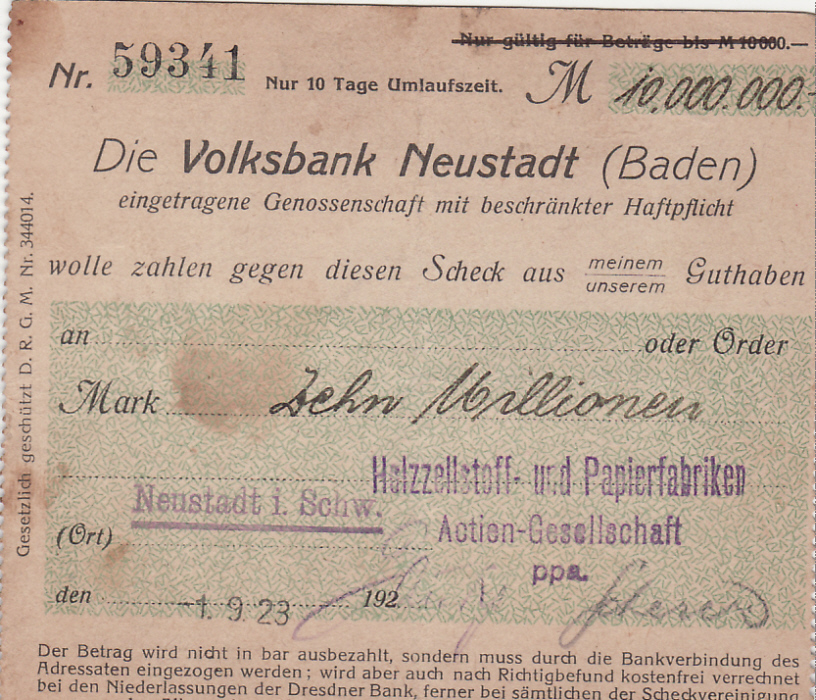 Nur gültig für Beträge bis M 10000.—
Nr. 59341 Nur 10 Tage Umlaufszeit. M 10,000.000.-
Die Volksbank Neustadt (Baden)
eingetragene Genossenschaft mit beschränkter Haftpflicht
wolle zahlen gegen diesen Scheck aus meinem unserem Guthaben
an oder Order
Mark Zehn Millionen
Holzzellstoff- und Papierfabriken
Neustadt i. Schw.
(Ort) Actien-Gesellschaft
ppa.
den -1.9.23 192
Der Betrag wird nicht in bar ausbezahlt, sondern muss durch die Bankverbindung des
Adressaten eingezogen werden; wird aber auch nach Richtigbefund kostenfrei verrechnet
bei den Niederlassungen der Dresdner Bank, ferner bei sämtlichen der Scheckvereinigung
Gesetzlich geschützt D. R. G. M. Nr. 344014.